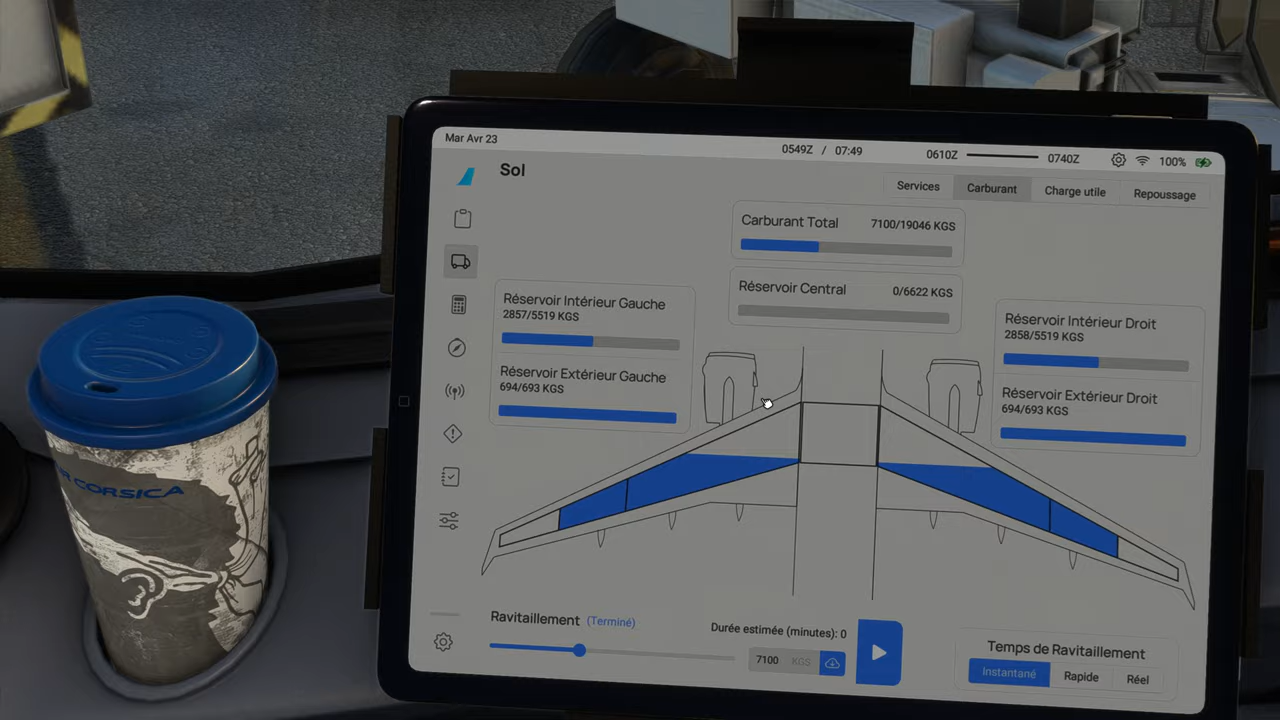 Mar Avr 23
0549Z / 07:49
0610Z
0740Z
100%
Sol
Services
Carburant
Charge utile
Repoussage
Carburant Total
7100/19046 KGS
Réservoir Central
0/6622 KGS
Réservoir Intérieur Gauche
2857/5519 KGS
Réservoir Extérieur Gauche
694/693 KGS
Réservoir Intérieur Droit
2858/5519 KGS
Réservoir Extérieur Droit
694/693 KGS
CORSICA
Ravitaillement (Terminé)
Durée estimée (minutes): 0
7100 KGS
Temps de Ravitaillement
Instantané
Rapide
Réel